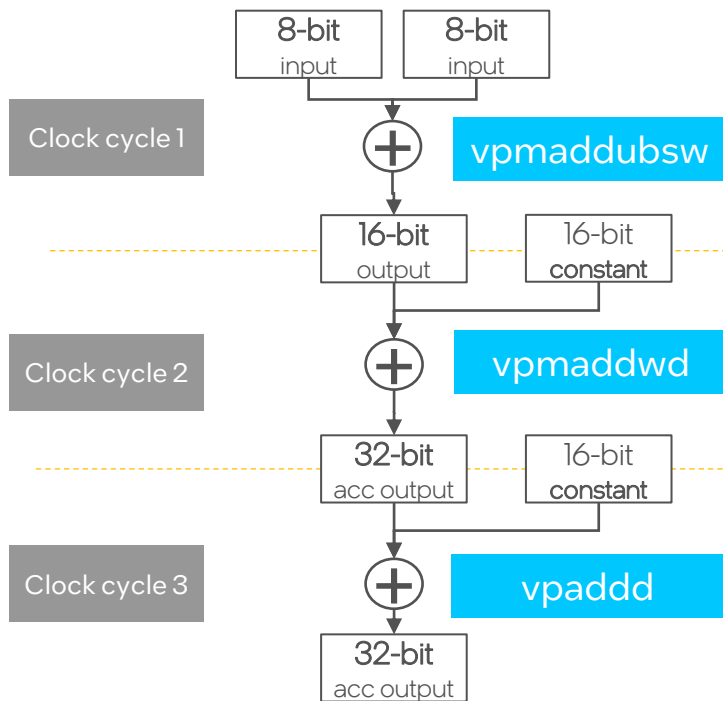 8-bit
input
8-bit
input
Clock cycle 1
vpmaddubsw
16-bit
output
16-bit
constant
Clock cycle 2
vpmaddwd
32-bit
acc output
16-bit
constant
Clock cycle 3
vpaddd
32-bit
acc output